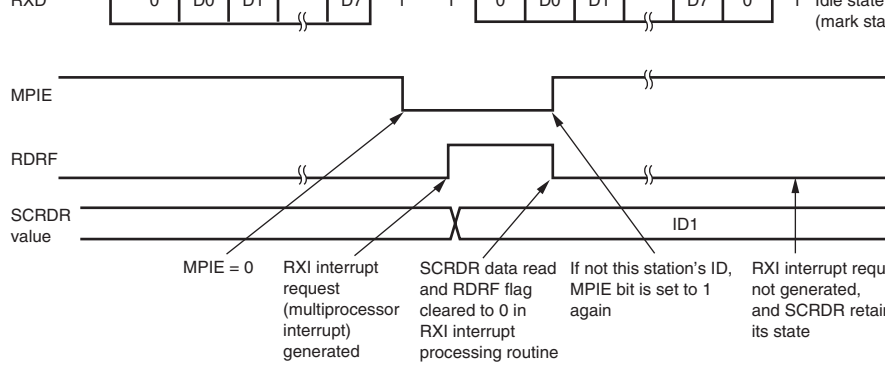 RXD 0 D0 D1 D7 1 1 0 D0 D1 D7 0 1 Idle state
(mark sta
MPIE
RDRF
SCRDR
value
ID1
MPIE = 0
RXI interrupt
request
(multiprocessor
interrupt)
generated
SCRDR data read
and RDRF flag
cleared to 0 in
RXI interrupt
processing routine
If not this station's ID,
MPIE bit is set to 1
again
RXI interrupt requ
not generated,
and SCRDR retain
its state